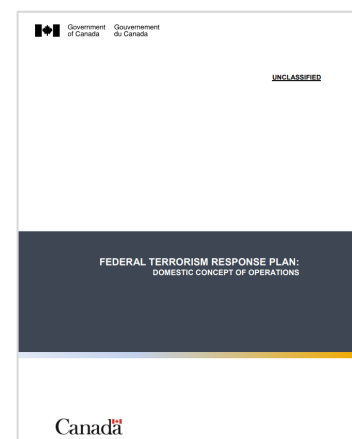 Government Gouvernement
of Canada du Canada
UNCLASSIFIED
FEDERAL TERRORISM RESPONSE PLAN:
DOMESTIC CONCEPT OF OPERATIONS
Canada